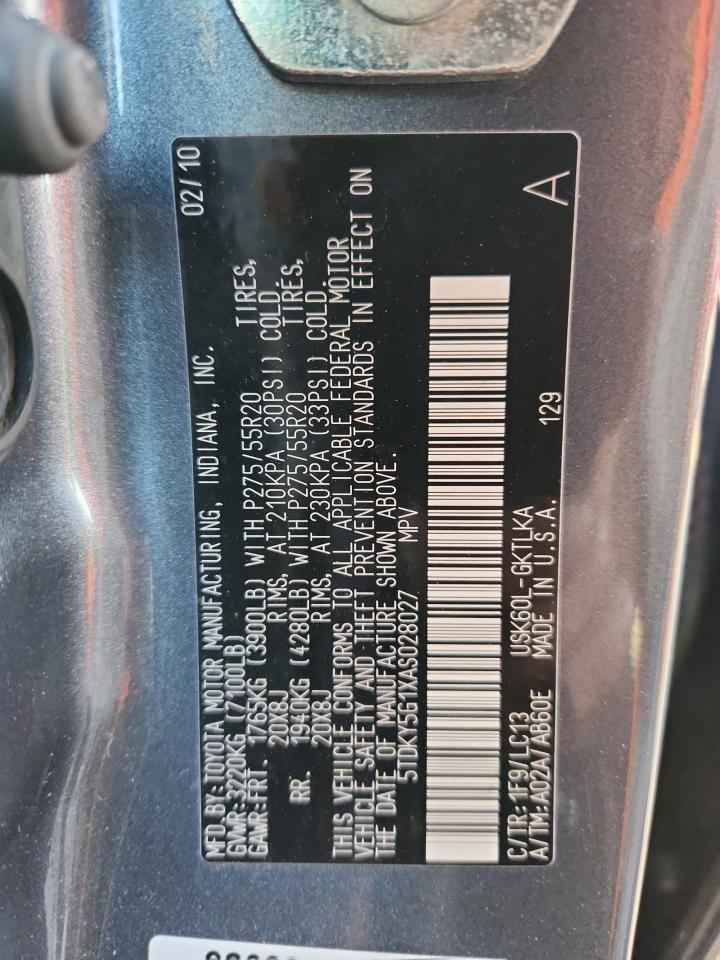 MFD. BY: TOYOTA MOTOR MANUFACTURING, INDIANA, INC. 02/10
GVWR: 3220KG (7100LB)
GAWR: FRT. 1765KG (3900LB) WITH P275/55R20 TIRES,
20X8J RIMS, AT 210KPA (30PSI) COLD.
RR. 1940KG (4280LB) WITH P275/55R20 TIRES,
20X8J RIMS, AT 230KPA (33PSI) COLD.
THIS VEHICLE CONFORMS TO ALL APPLICABLE FEDERAL MOTOR
VEHICLE SAFETY AND THEFT PREVENTION STANDARDS IN EFFECT ON
THE DATE OF MANUFACTURE SHOWN ABOVE.
5TDKY5G1XAS028027 MPV
C/TR: 1F9/LC13 USK60L-GKTLKA 129 A
A/TM: A02A/AB60E MADE IN U.S.A.